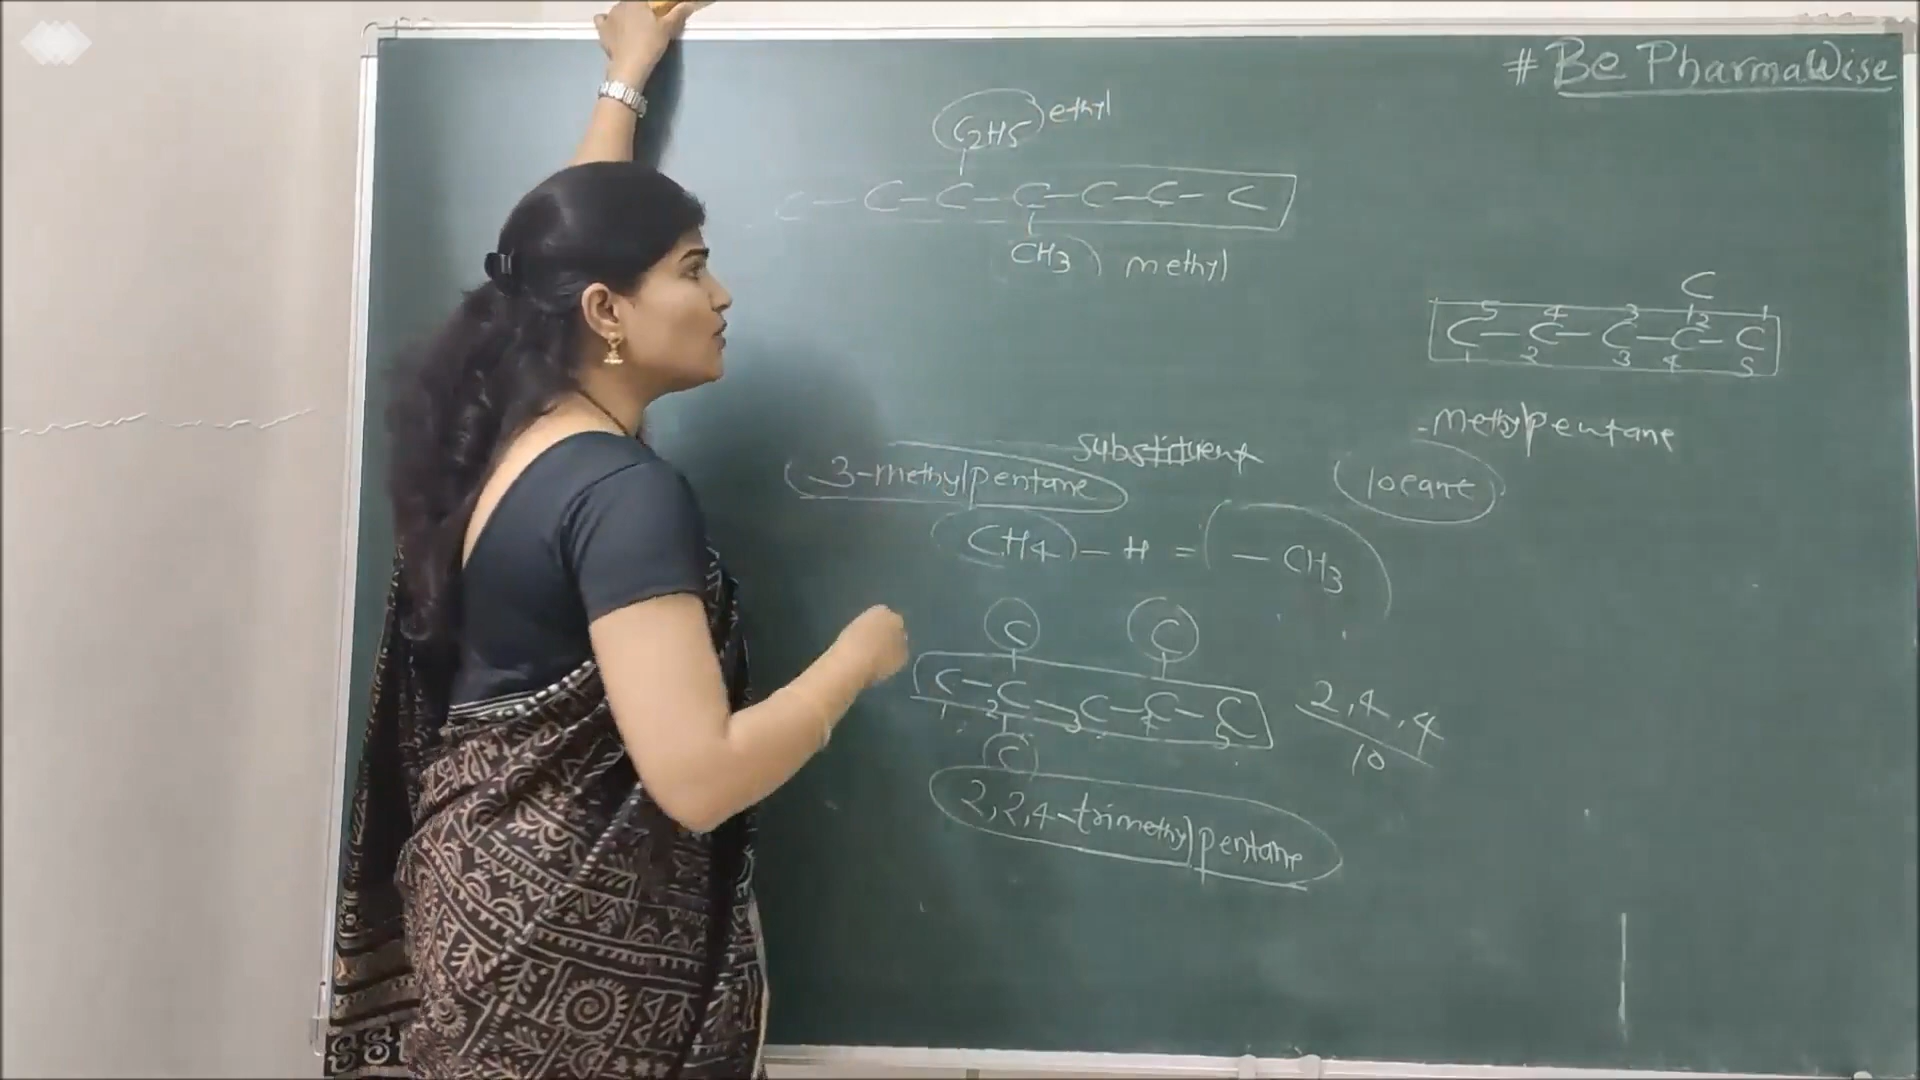 # Be PharmaWise
C2H5 ethyl
C - C - C - C - C - C - C
CH3 methyl
C
5 4 3 2 1
C - C - C - C - C
1 2 3 4 5
-methylpentane
substituent
3-methylpentane
locant
CH4 - H = - CH3
C C
C - C - C - C - C
1 2 3 4 5
C
2,4,4
10
2,2,4-trimethylpentane